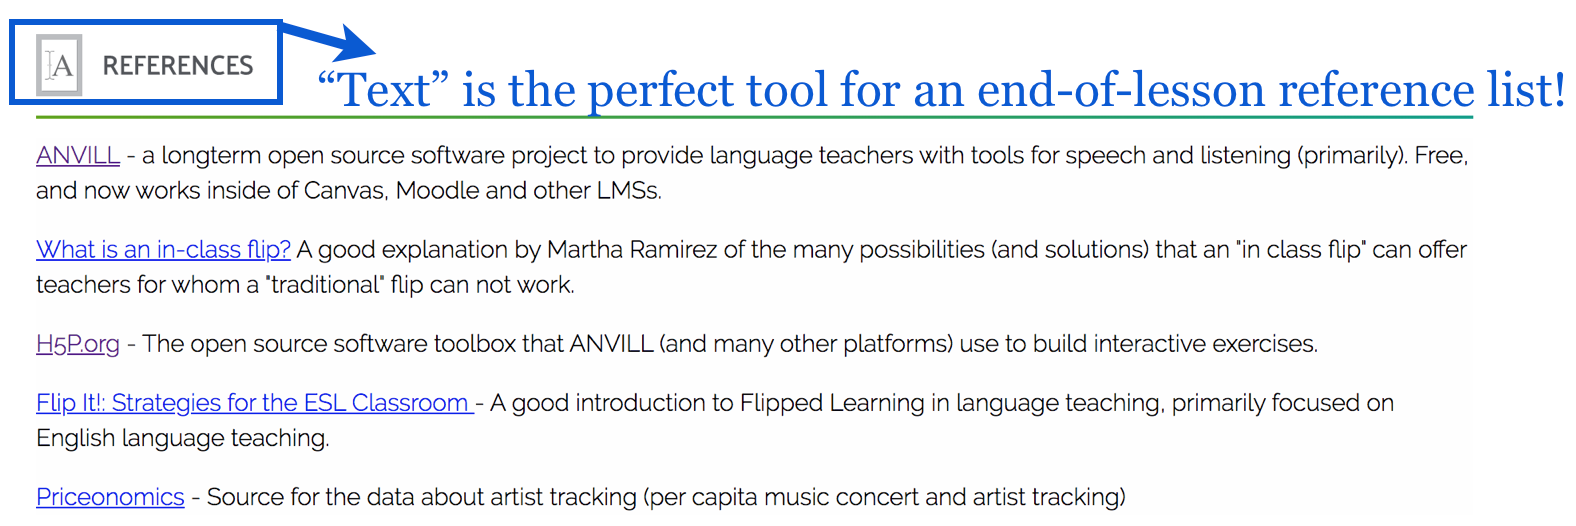 A REFERENCES
“Text” is the perfect tool for an end-of-lesson reference list!
ANVILL - a longterm open source software project to provide language teachers with tools for speech and listening (primarily). Free,
and now works inside of Canvas, Moodle and other LMSs.
What is an in-class flip? A good explanation by Martha Ramirez of the many possibilities (and solutions) that an "in class flip" can offer
teachers for whom a "traditional" flip can not work.
H5P.org - The open source software toolbox that ANVILL (and many other platforms) use to build interactive exercises.
Flip It!: Strategies for the ESL Classroom - A good introduction to Flipped Learning in language teaching, primarily focused on
English language teaching.
Priceonomics - Source for the data about artist tracking (per capita music concert and artist tracking)